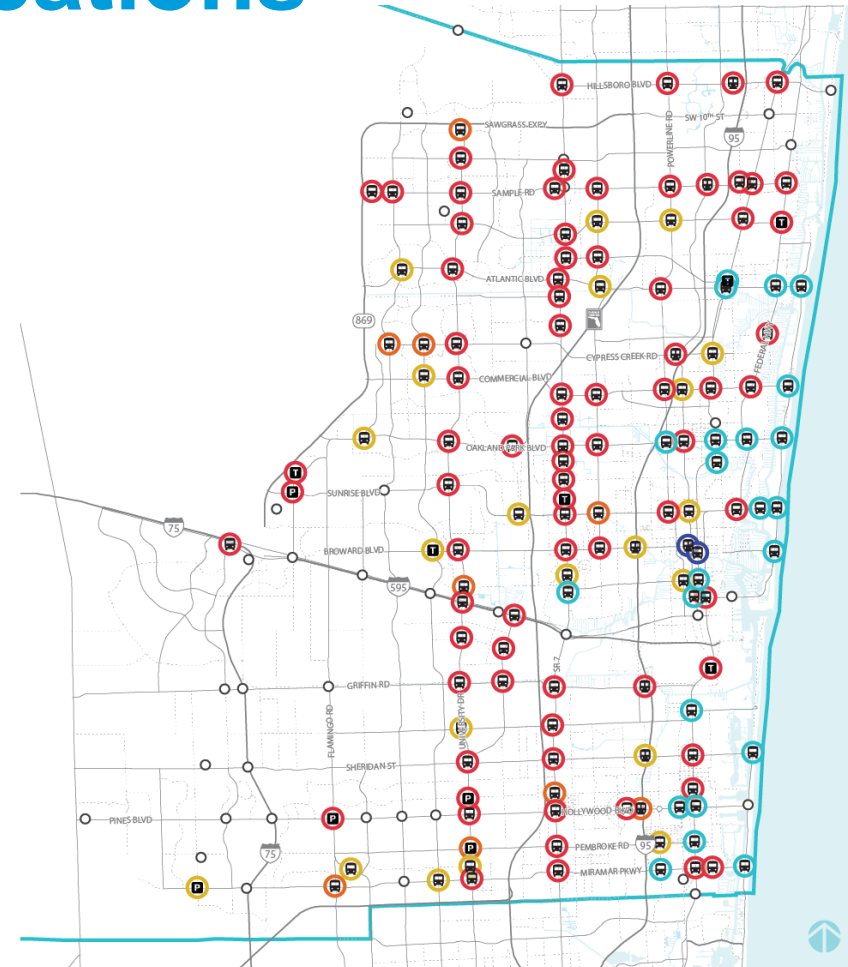 cations
HILLSBORO BLVD
SAWGRASS EXPY
SW 10TH ST
POWERLINE RD
95
SAMPLE RD
T
ATLANTIC BLVD
T
869
CYPRESS CREEK RD
FEDERAL HWY
COMMERCIAL BLVD
OAKLAND PARK BLVD
T
P
SUNRISE BLVD
T
75
BROWARD BLVD
T
595
SR 7
T
GRIFFIN RD
FLAMINGO RD
UNIVERSITY DR
SHERIDAN ST
P
HOLLYWOOD BLVD
PINES BLVD
P
P
PEMBROKE RD
95
75
MIRAMAR PKWY
P